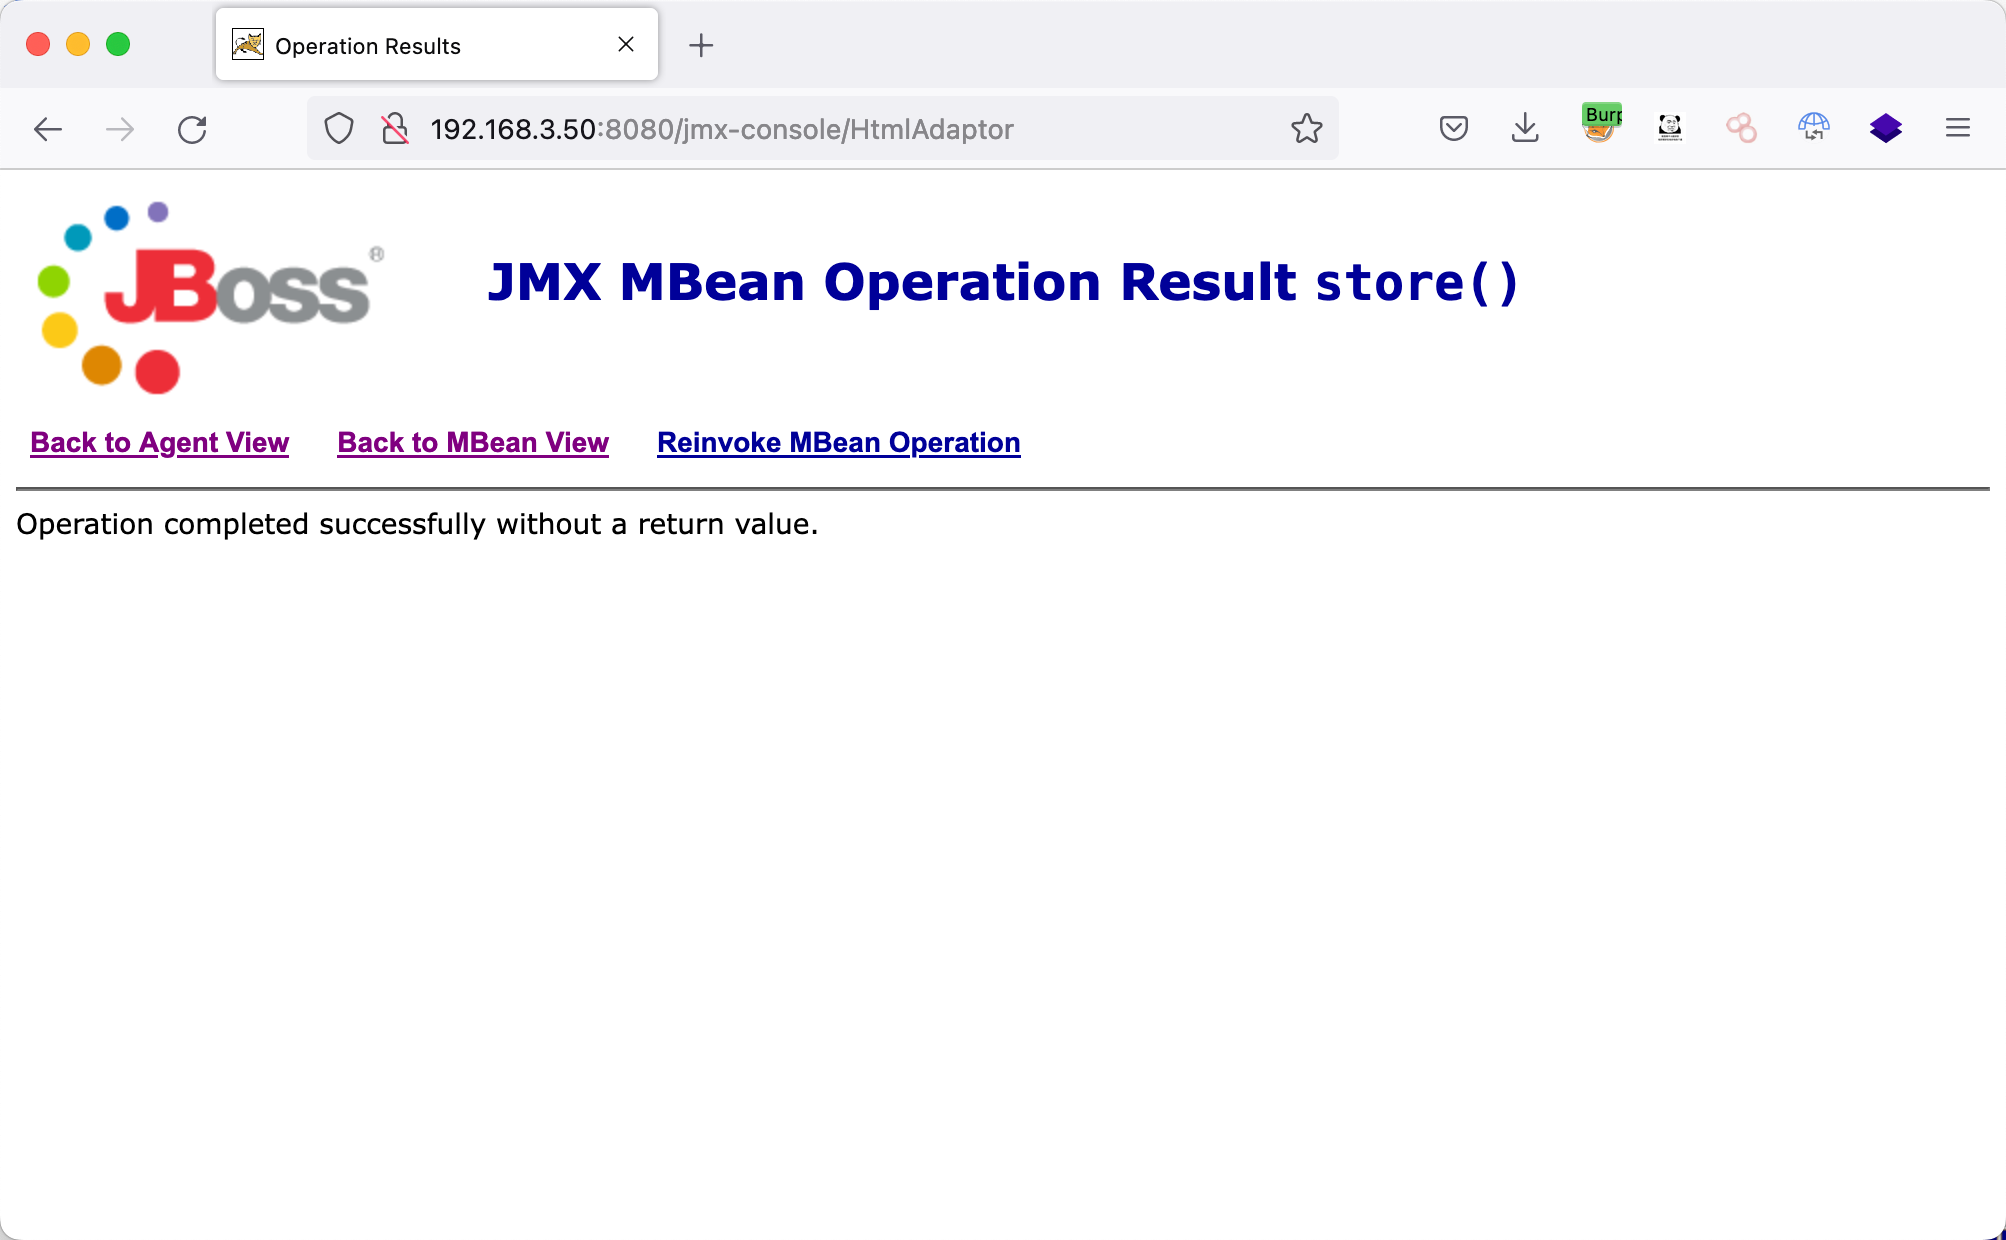 Operation Results
192.168.3.50:8080/jmx-console/HtmlAdaptor
Burp
JBoss®
JMX MBean Operation Result store()
Back to Agent View Back to MBean View Reinvoke MBean Operation
Operation completed successfully without a return value.